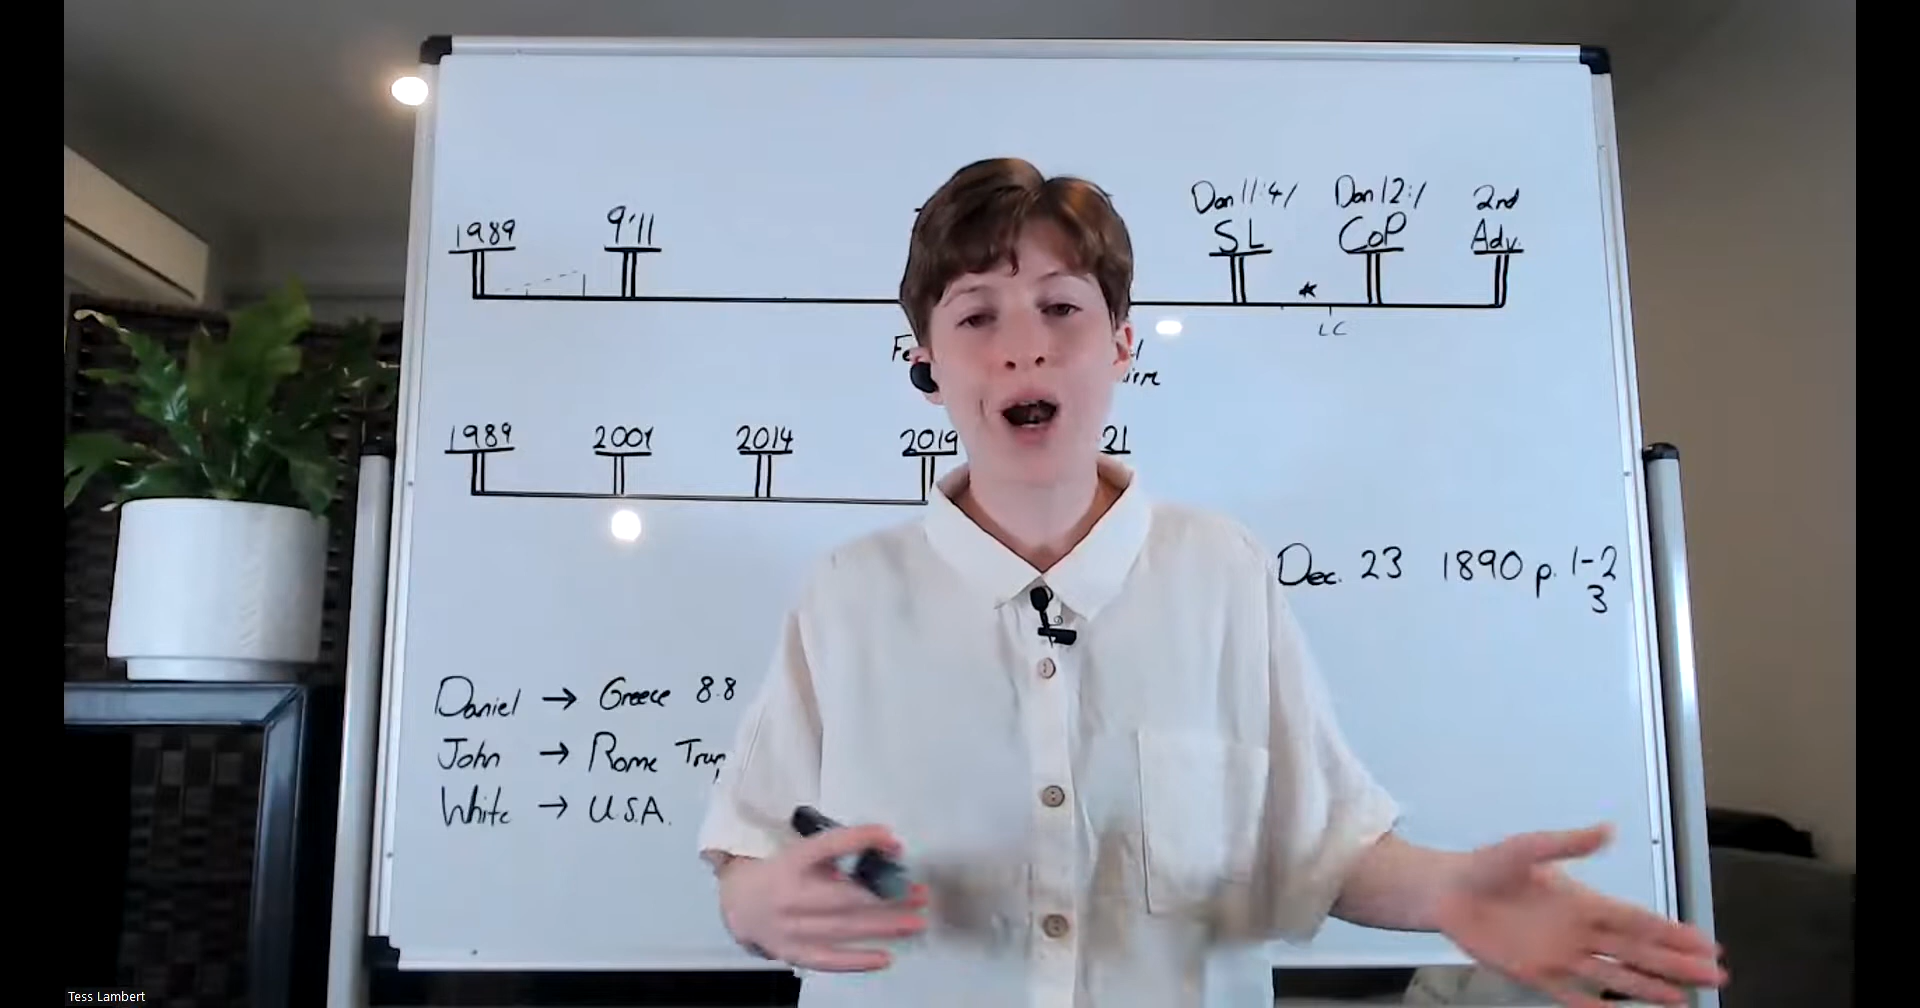 Dan 11:41 Dan 12:1 2nd
1989 9'11 SL CoP Adv.
LC
1989 2001 2014 2019 21
Dec. 23 1890 p. 1-2
3
Daniel → Greece 8.8
John → Rome
White → U.S.A.
Tess Lambert